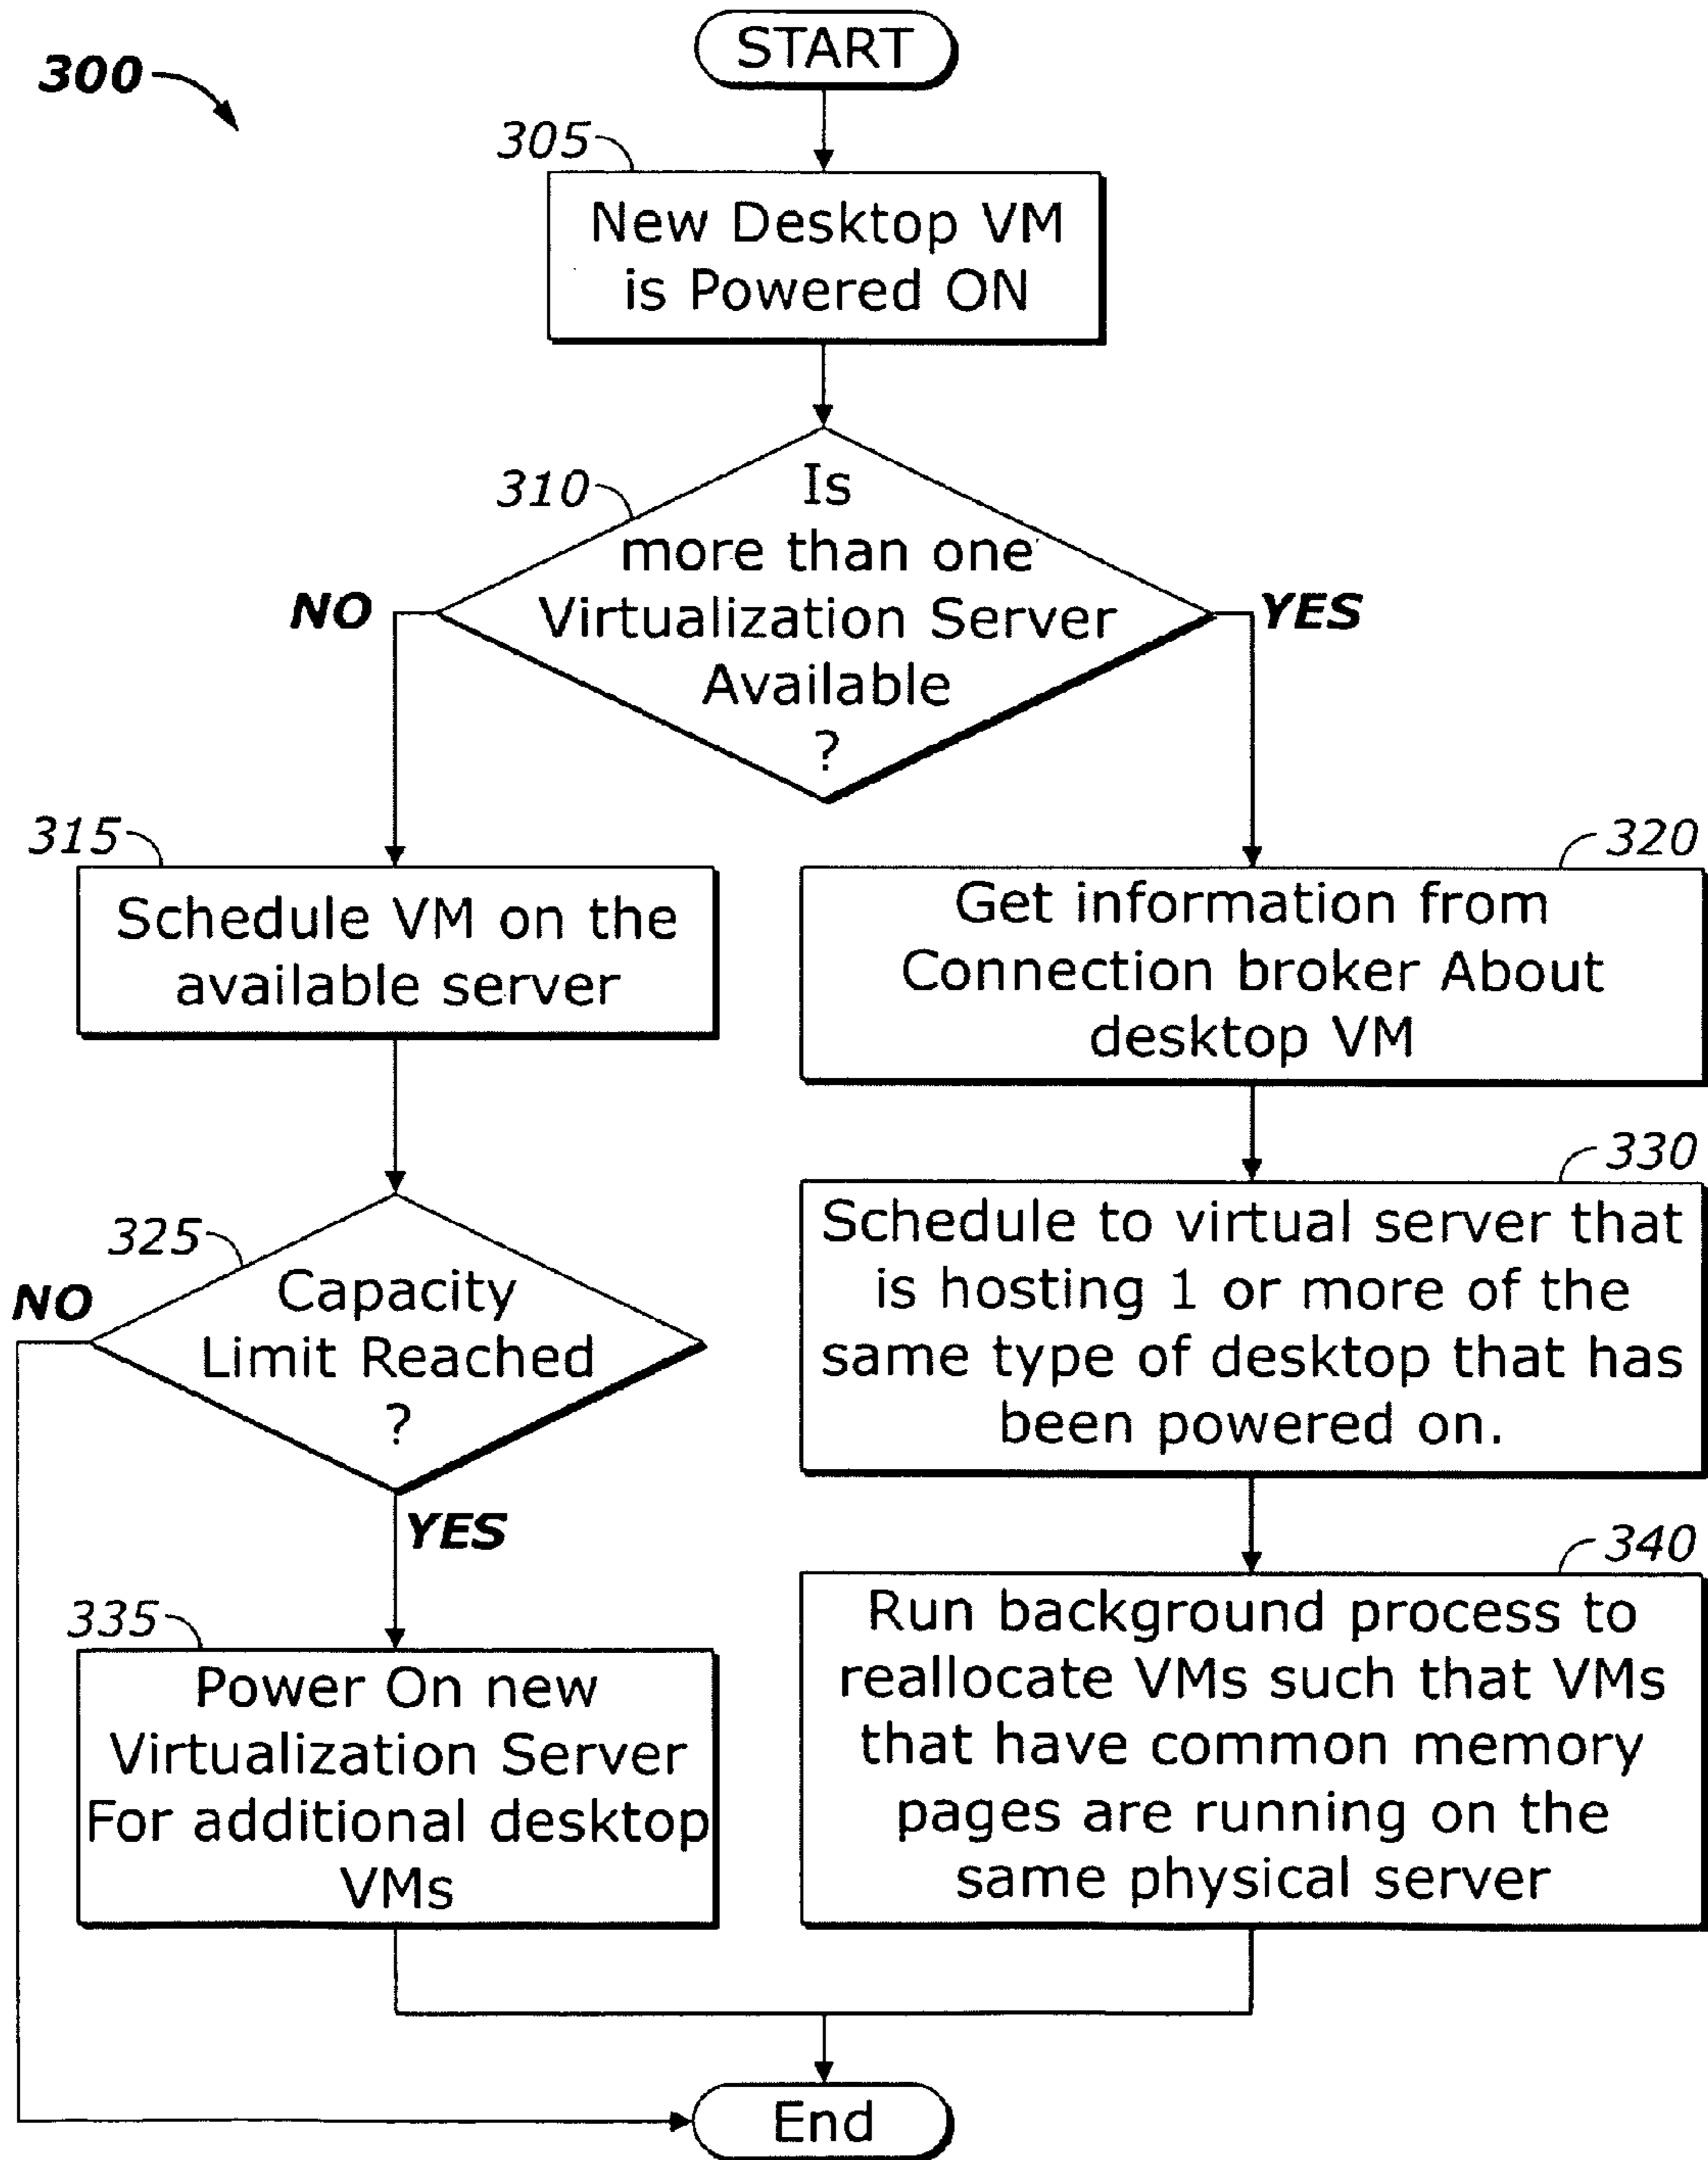 START
300
305
New Desktop VM
is Powered ON
310
Is
more than one
Virtualization Server
Available
?
NO
YES
315
Schedule VM on the
available server
320
Get information from
Connection broker About
desktop VM
325
Capacity
Limit Reached
?
NO
YES
330
Schedule to virtual server that
is hosting 1 or more of the
same type of desktop that has
been powered on.
335
Power On new
Virtualization Server
For additional desktop
VMs
340
Run background process to
reallocate VMs such that VMs
that have common memory
pages are running on the
same physical server
End